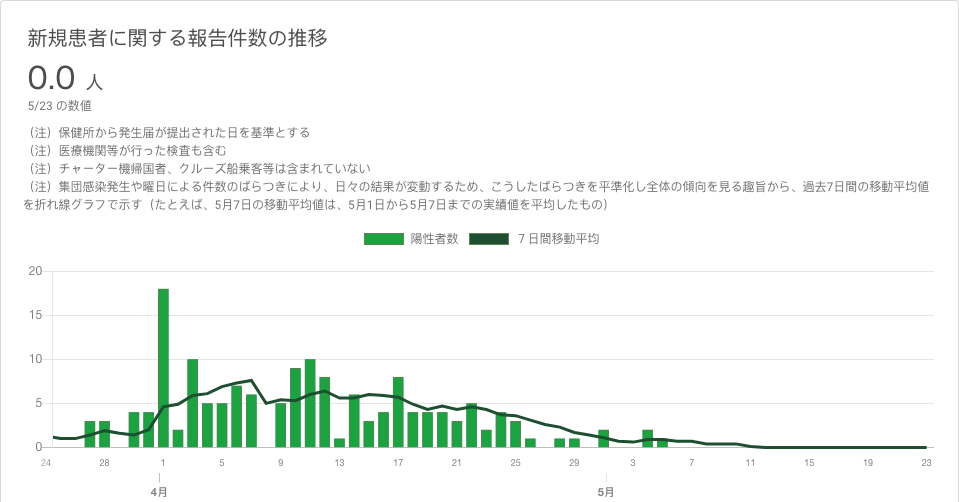 新規患者に関する報告件数の推移
0.0 人
5/23 の数値
（注）保健所から発生届が提出された日を基準とする
（注）医療機関等が行った検査も含む
（注）チャーター機帰国者、クルーズ船乗客等は含まれていない
（注）集団感染発生や曜日による件数のばらつきにより、日々の結果が変動するため、こうしたばらつきを平準化し全体の傾向を見る趣旨から、過去7日間の移動平均値
を折れ線グラフで示す（たとえば、5月7日の移動平均値は、5月1日から5月7日までの実績値を平均したもの）
陽性者数 ７日間移動平均
20
15
10
5
0
24 28 1 5 9 13 17 21 25 29 3 7 11 15 19 23
4月 5月